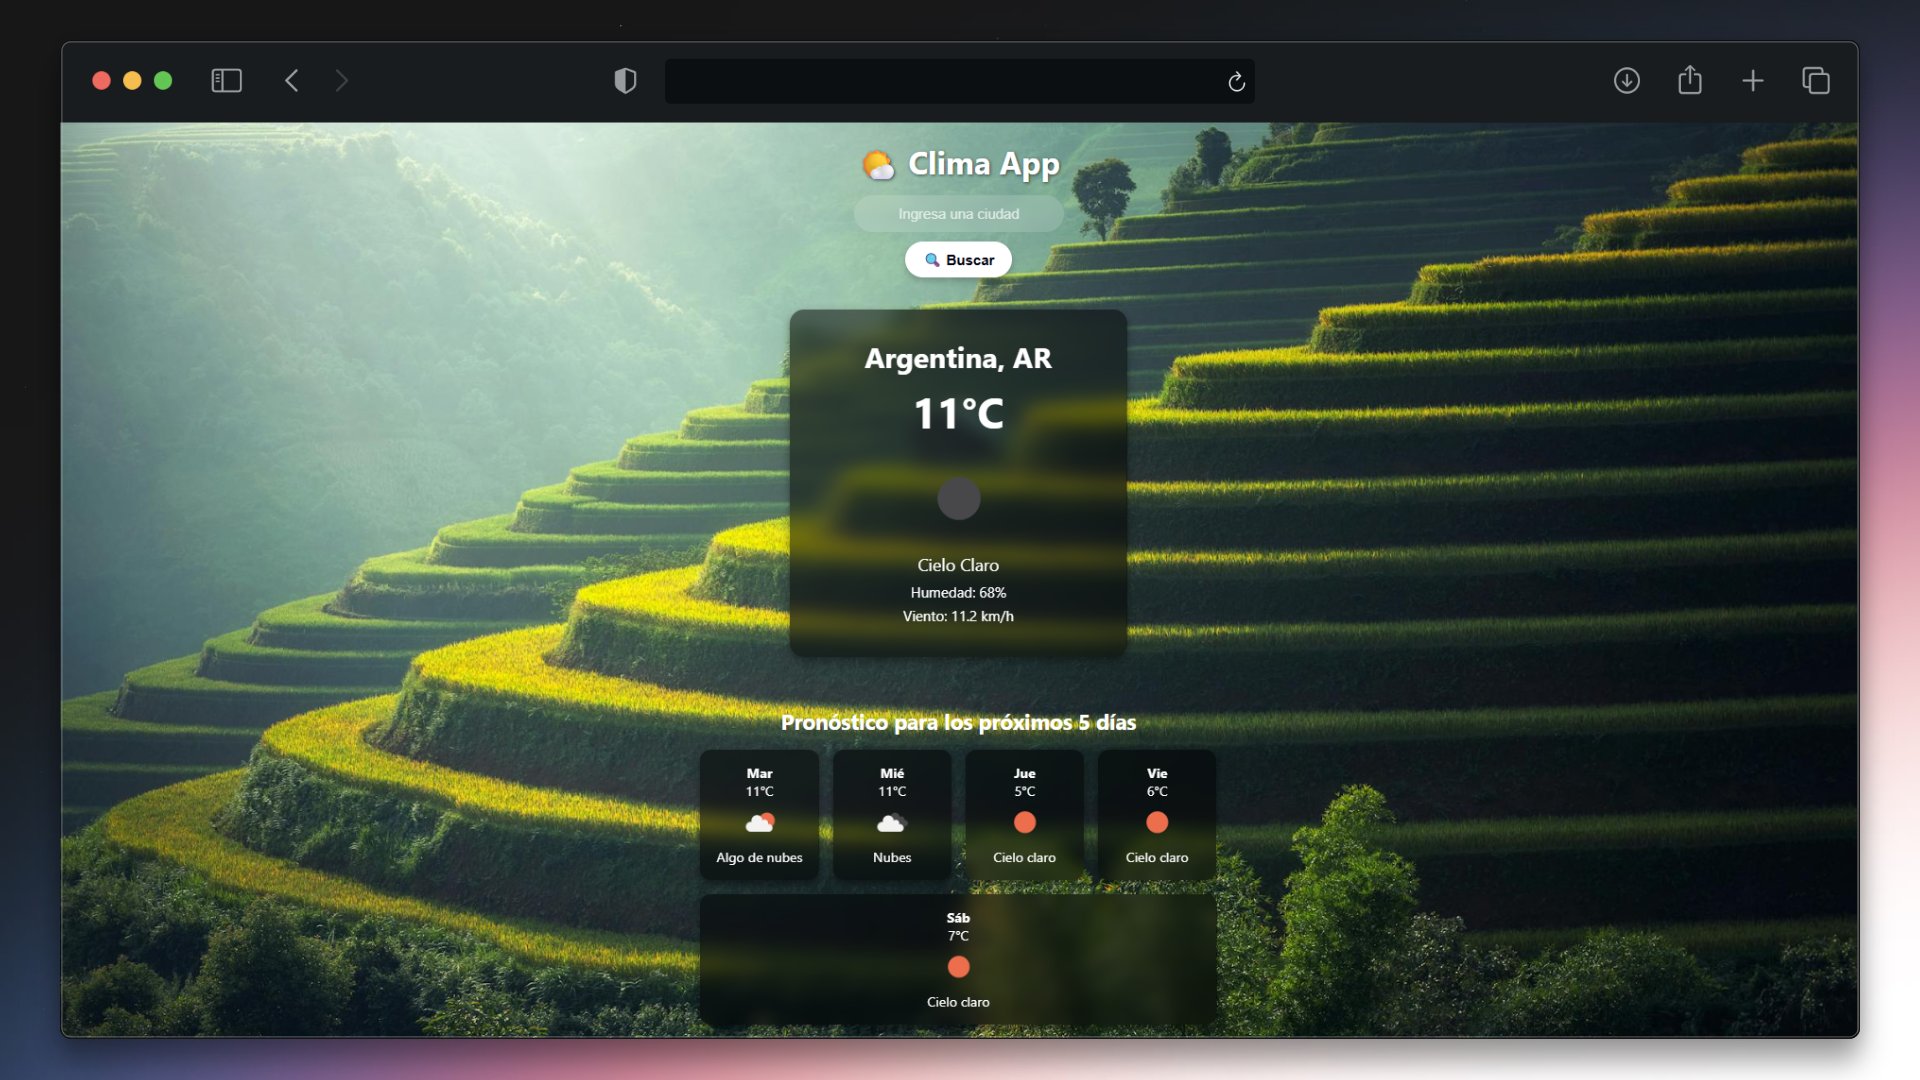 Clima App
Ingresa una ciudad
Buscar
Argentina, AR
11°C
Cielo Claro
Humedad: 68%
Viento: 11.2 km/h
Pronóstico para los próximos 5 días
Mar
11°C
Algo de nubes
Mié
11°C
Nubes
Jue
5°C
Cielo claro
Vie
6°C
Cielo claro
Sáb
7°C
Cielo claro